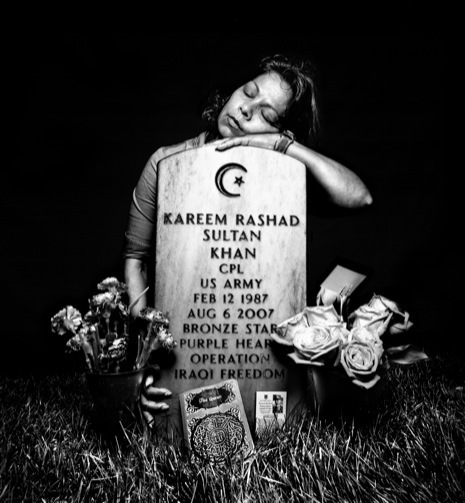 KAREEM RASHAD
SULTAN
KHAN
CPL
US ARMY
FEB 12 1987
AUG 6 2007
BRONZE STAR
PURPLE HEAR
OPERATION
IRAQI FREEDOM